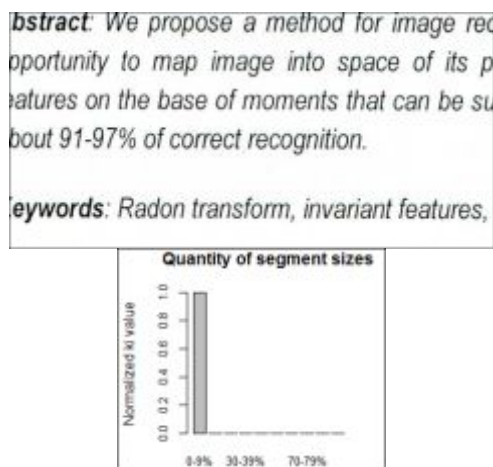 bstract: We propose a method for image rec
pportunity to map image into space of its p
eatures on the base of moments that can be su
bout 91-97% of correct recognition.
eywords: Radon transform, invariant features,
Quantity of segment sizes
Normalized ki value
1.0
0.8
0.6
0.4
0.2
0.0
0-9% 30-39% 70-79%